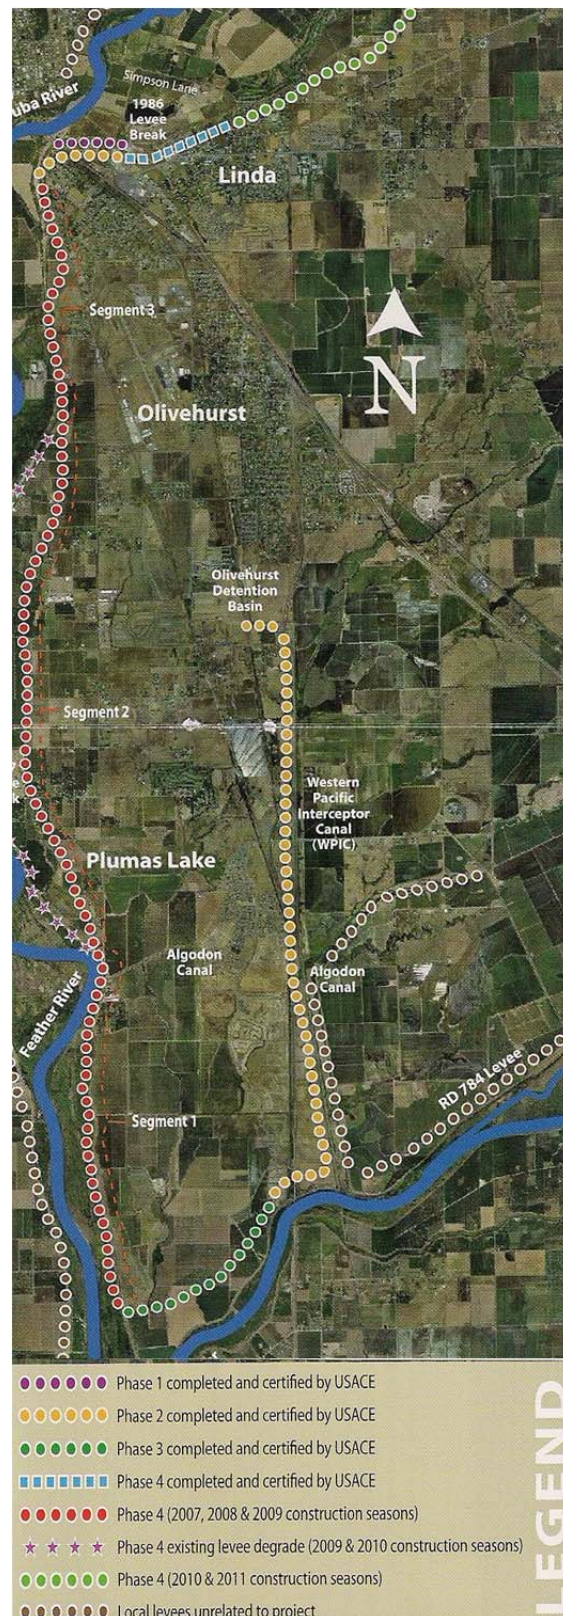 Simpson Lane
uba River
1986
Levee
Break
Linda
Segment 3
N
Olivehurst
Olivehurst
Detention
Basin
Segment 2
Western
Pacific
Interceptor
Canal
(WPIC)
Plumas Lake
Algodon
Canal
Algodon
Canal
Feather River
RD 784 Levee
Segment 1
LEGEND
Phase 1 completed and certified by USACE
Phase 2 completed and certified by USACE
Phase 3 completed and certified by USACE
Phase 4 completed and certified by USACE
Phase 4 (2007, 2008 & 2009 construction seasons)
Phase 4 existing levee degrade (2009 & 2010 construction seasons)
Phase 4 (2010 & 2011 construction seasons)
Local levees unrelated to project